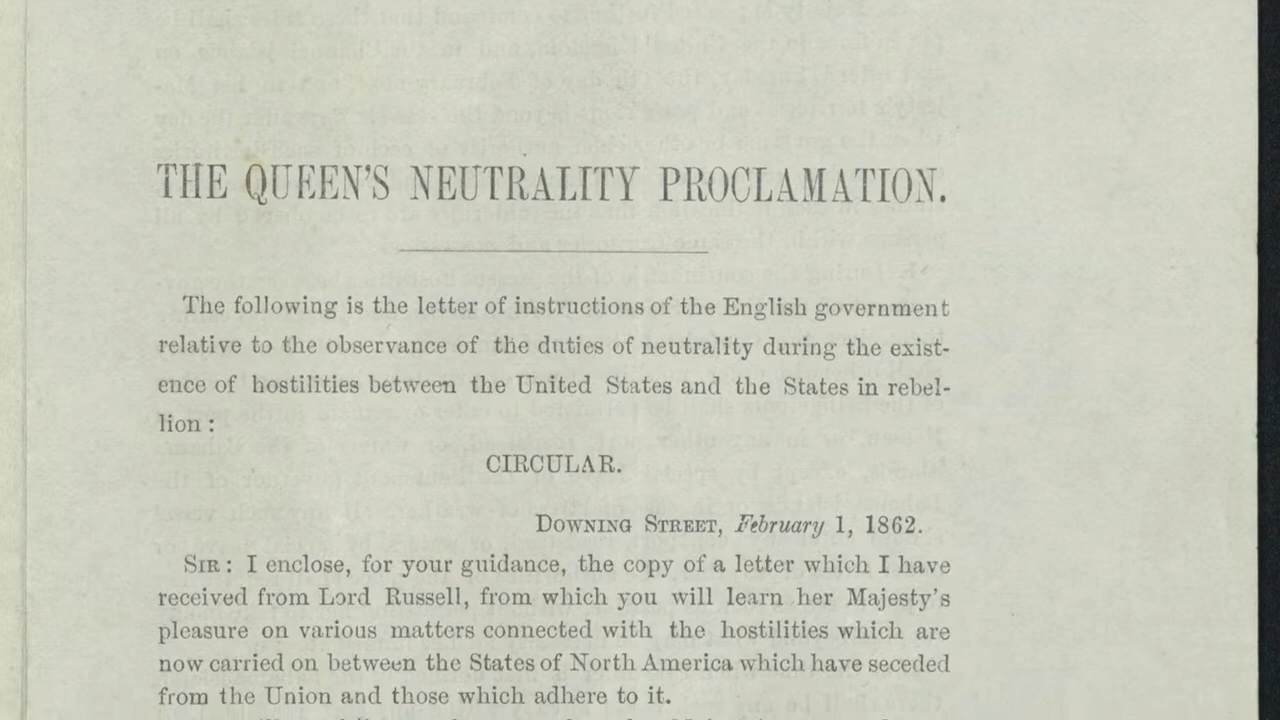 THE QUEEN'S NEUTRALITY PROCLAMATION.
The following is the letter of instructions of the English government
relative to the observance of the duties of neutrality during the exist-
ence of hostilities between the United States and the States in rebel-
lion :
CIRCULAR.
DOWNING STREET, February 1, 1862.
SIR: I enclose, for your guidance, the copy of a letter which I have
received from Lord Russell, from which you will learn her Majesty's
pleasure on various matters connected with the hostilities which are
now carried on between the States of North America which have seceded
from the Union and those which adhere to it.